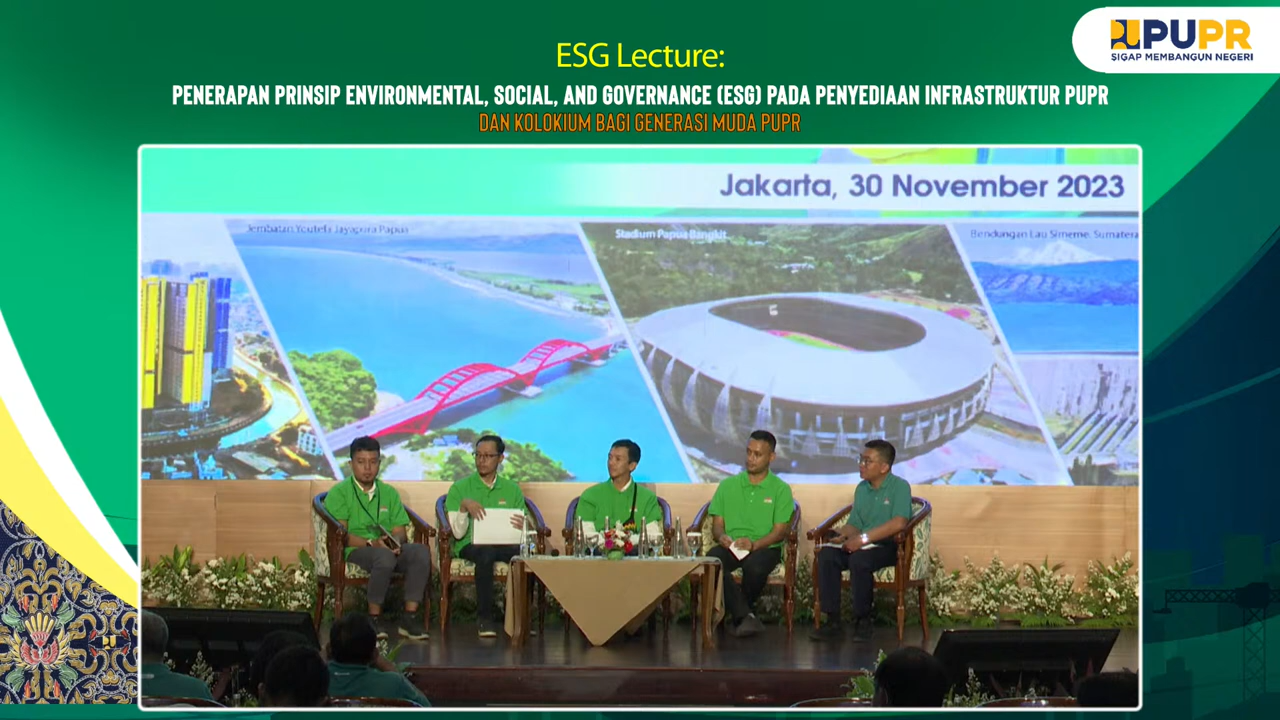 ESG Lecture:
PENERAPAN PRINSIP ENVIRONMENTAL, SOCIAL, AND GOVERNANCE (ESG) PADA PENYEDIAAN INFRASTRUKTUR PUPR
DAN KOLOKIUM BAGI GENERASI MUDA PUPR
PUPR
SIGAP MEMBANGUN NEGERI
Jakarta, 30 November 2023
Jembatan Youtefa Jayapura Papua
Stadium Papua Bangkit
Bendungan Lau Simeme, Sumatera